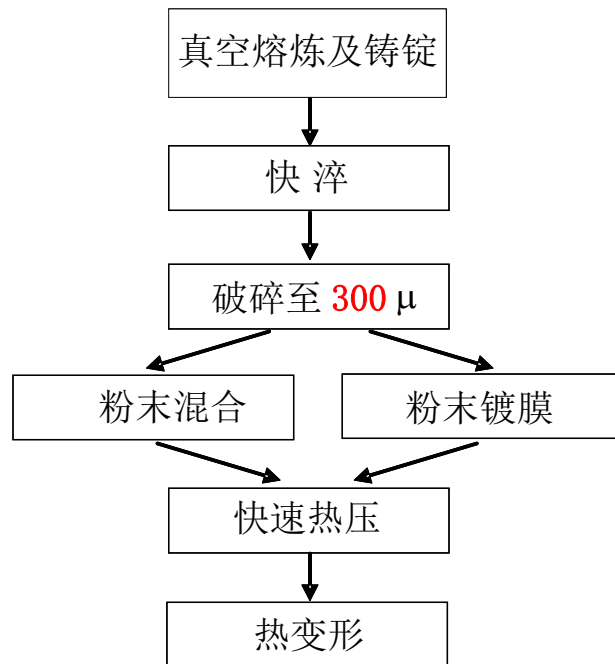 真空熔炼及铸锭
快 淬
破碎至 300 μ
粉末混合
粉末镀膜
快速热压
热变形